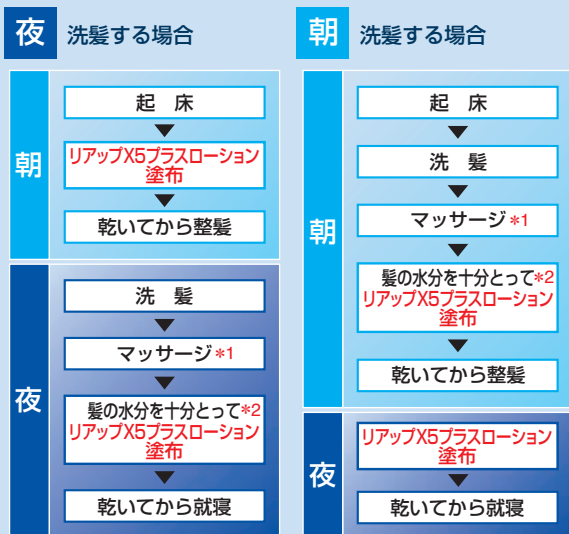 夜 洗髪する場合
朝
起 床
リアップX5プラスローション
塗布
乾いてから整髪
夜
洗 髪
マッサージ*1
髪の水分を十分とって*2
リアップX5プラスローション
塗布
乾いてから就寝
朝 洗髪する場合
朝
起 床
洗 髪
マッサージ*1
髪の水分を十分とって*2
リアップX5プラスローション
塗布
乾いてから整髪
夜
リアップX5プラスローション
塗布
乾いてから就寝